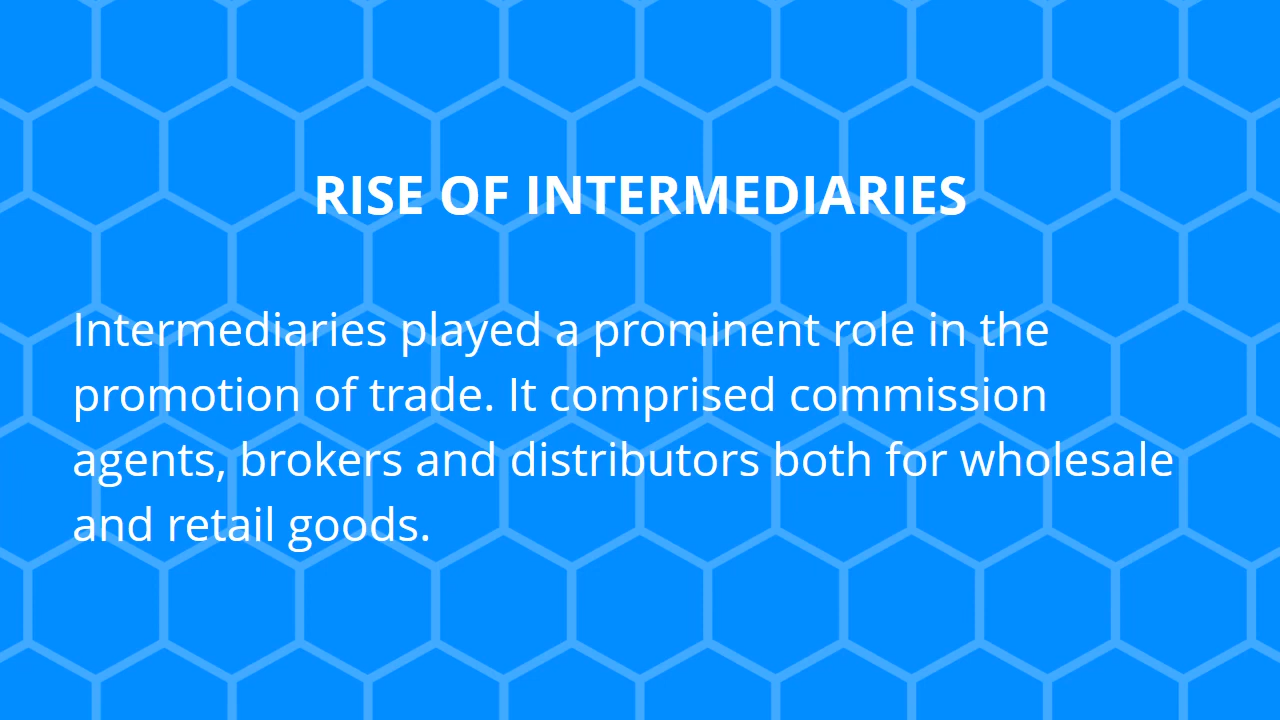 RISE OF INTERMEDIARIES
Intermediaries played a prominent role in the
promotion of trade. It comprised commission
agents, brokers and distributors both for wholesale
and retail goods.